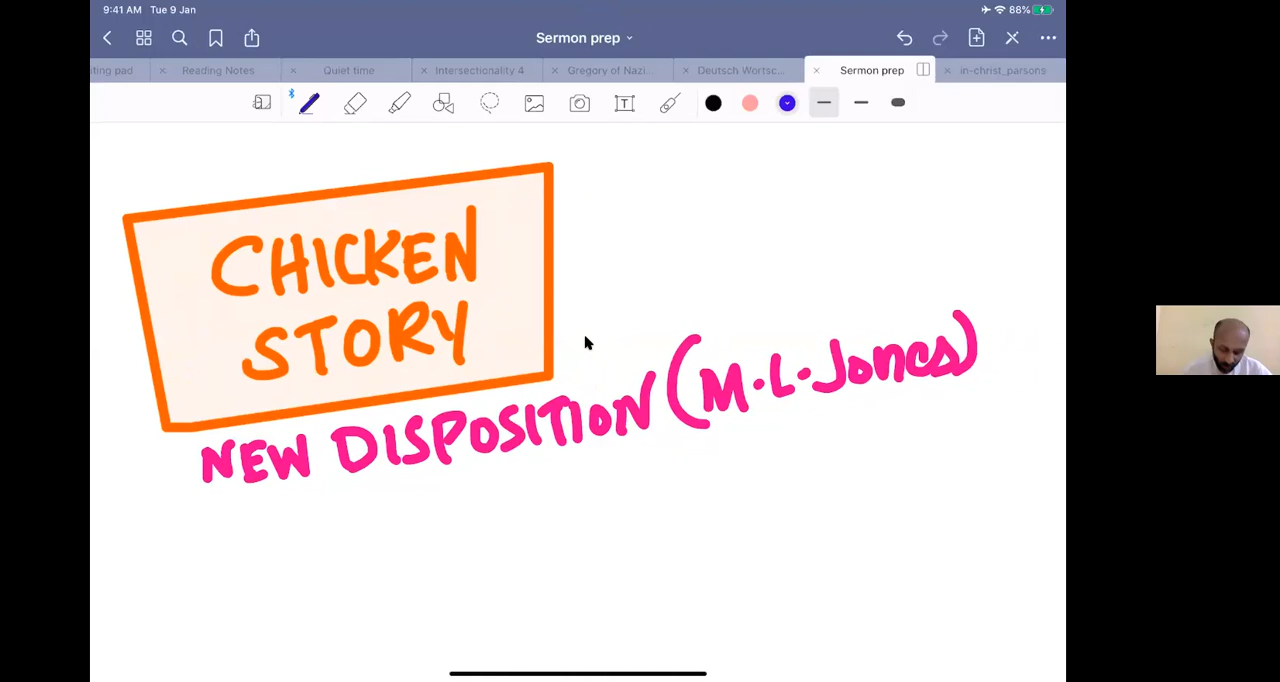 9:41 AM Tue 9 Jan
88%
Sermon prep
iting pad
Reading Notes
Quiet time
Intersectionality 4
Gregory of Nazi...
Deutsch Wortsc...
Sermon prep
in-christ_parsons
T
CHICKEN
STORY
NEW DISPOSITION (M.L.Jones)